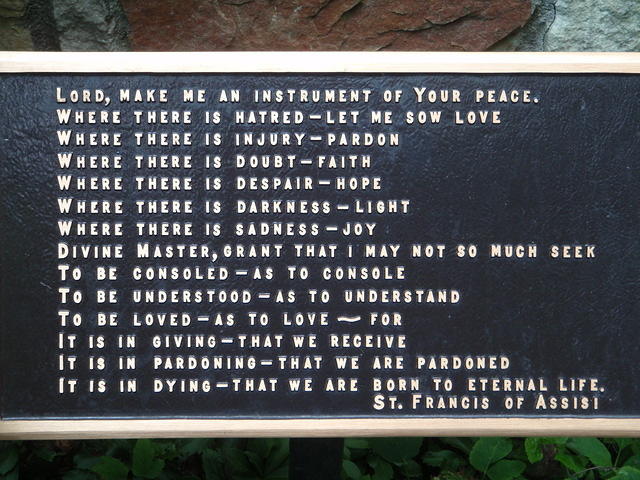 Lord, make me an instrument of Your peace.
Where there is hatred—let me sow love
Where there is injury—pardon
Where there is doubt—faith
Where there is despair—hope
Where there is darkness—light
Where there is sadness—joy
Divine Master, grant that I may not so much seek
To be consoled—as to console
To be understood—as to understand
To be loved—as to love — for
It is in giving—that we receive
It is in pardoning—that we are pardoned
It is in dying—that we are born to eternal life.
St. Francis of Assisi